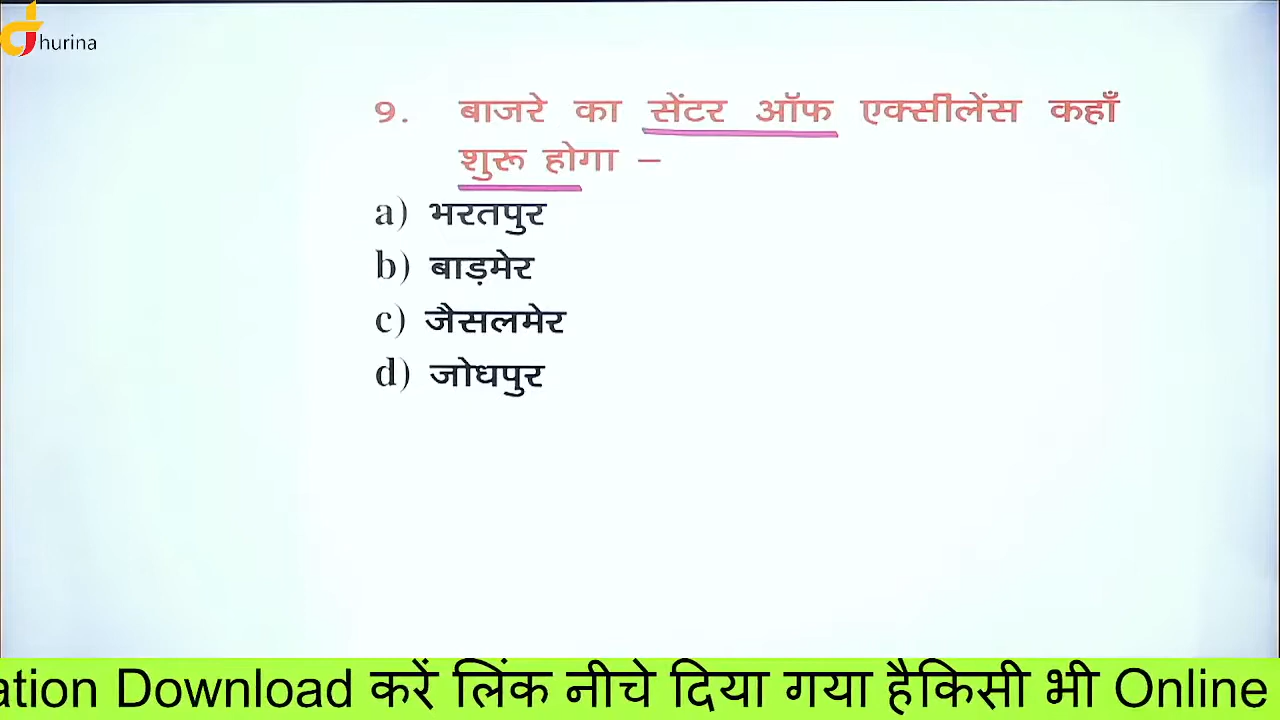 hurina
9. बाजरे का सेंटर ऑफ एक्सीलेंस कहाँ
शुरू होगा –
a) भरतपुर
b) बाड़मेर
c) जैसलमेर
d) जोधपुर
ation Download करें लिंक नीचे दिया गया हैकिसी भी Online